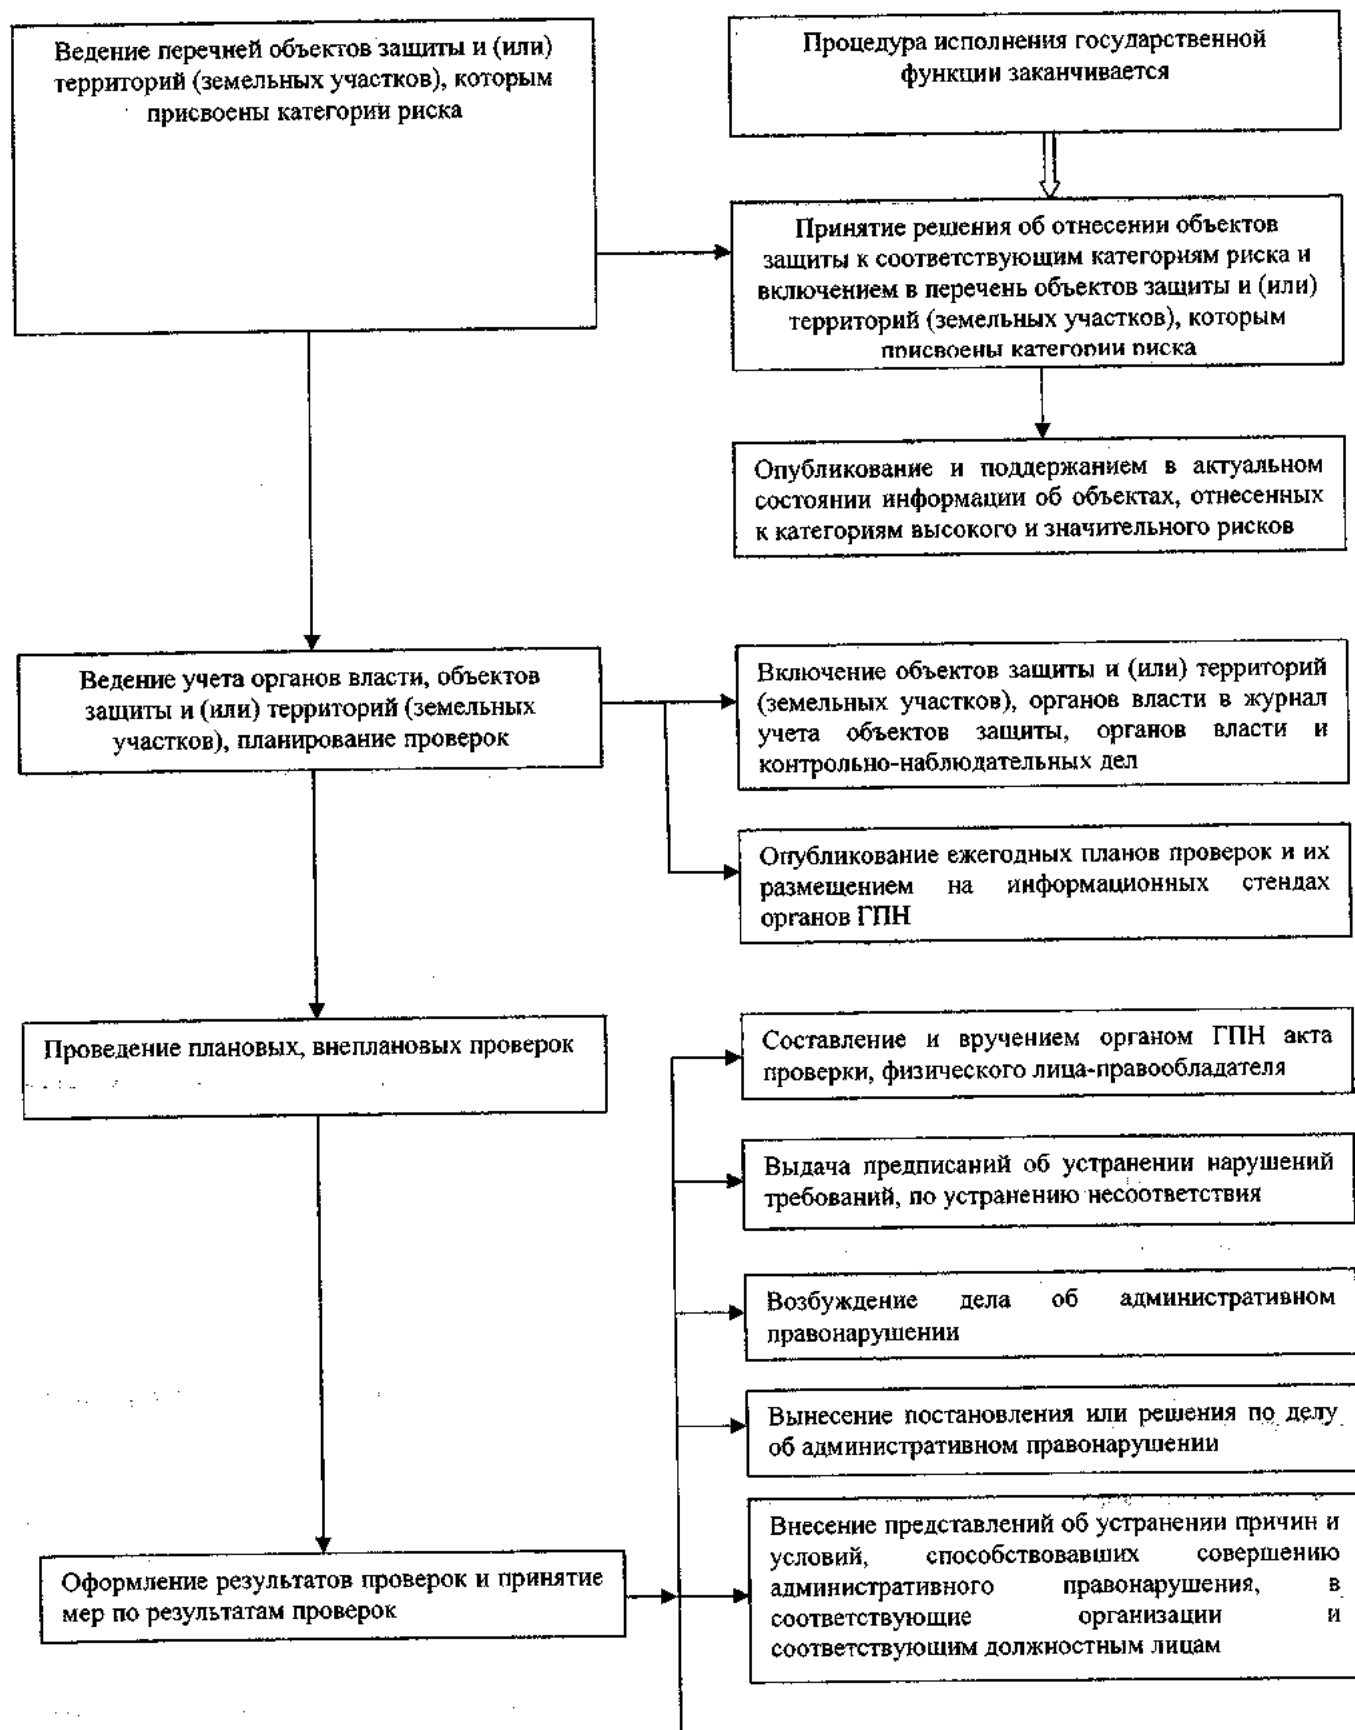 Ведение перечней объектов защиты и (или)
территорий (земельных участков), которым
присвоены категории риска
Процедура исполнения государственной
функции заканчивается
Принятие решения об отнесении объектов
защиты к соответствующим категориям риска и
включением в перечень объектов защиты и (или)
территорий (земельных участков), которым
присвоены категории риска
Опубликование и поддержанием в актуальном
состоянии информации об объектах, отнесенных
к категориям высокого и значительного рисков
Ведение учета органов власти, объектов
защиты и (или) территорий (земельных
участков), планирование проверок
Включение объектов защиты и (или) территорий
(земельных участков), органов власти в журнал
учета объектов защиты, органов власти и
контрольно-наблюдательных дел
Опубликование ежегодных планов проверок и их
размещением на информационных стендах
органов ГПН
Проведение плановых, внеплановых проверок
Составление и вручением органом ГПН акта
проверки, физического лица-правообладателя
Выдача предписаний об устранении нарушений
требований, по устранению несоответствия
Возбуждение дела об административном
правонарушении
Вынесение постановления или решения по делу
об административном правонарушении
Оформление результатов проверок и принятие
мер по результатам проверок
Внесение представлений об устранении причин и
условий, способствовавших совершению
административного правонарушения, в
соответствующие организации и
соответствующим должностным лицам